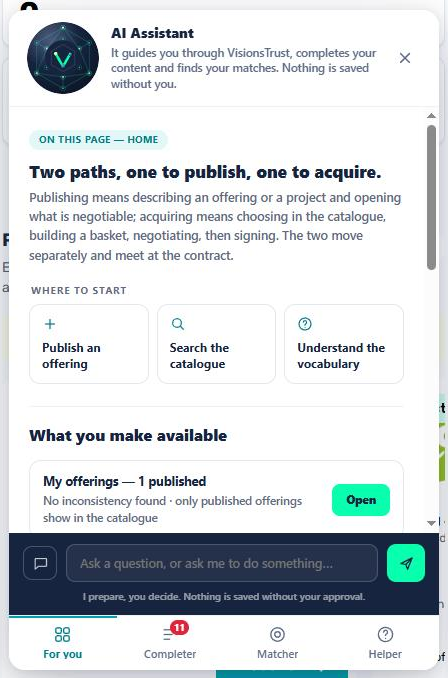 AI Assistant
It guides you through VisionsTrust, completes your
content and finds your matches. Nothing is saved
without you.
ON THIS PAGE — HOME
Two paths, one to publish, one to acquire.
Publishing means describing an offering or a project and opening
what is negotiable; acquiring means choosing in the catalogue,
building a basket, negotiating, then signing. The two move
separately and meet at the contract.
WHERE TO START
Publish an
offering
Search the
catalogue
Understand the
vocabulary
What you make available
My offerings — 1 published
No inconsistency found · only published offerings
show in the catalogue
Open
Ask a question, or ask me to do something...
I prepare, you decide. Nothing is saved without your approval.
For you
11
Completer
Matcher
Helper